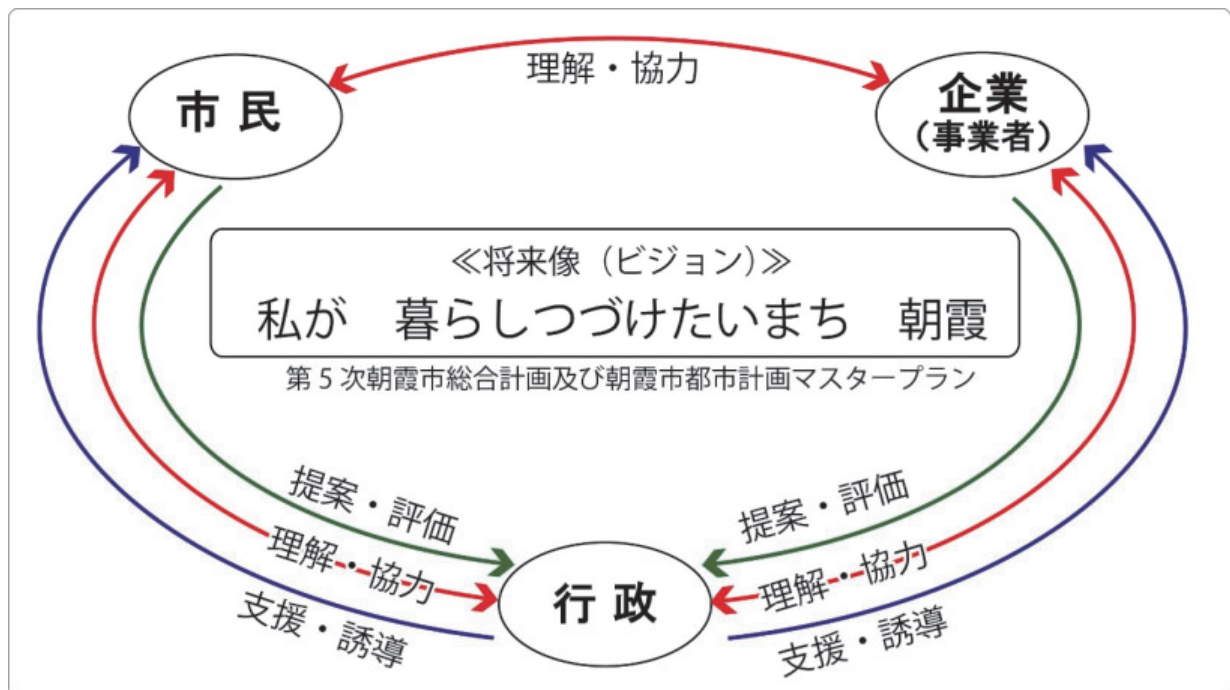 理解・協力
市民
企業
（事業者）
≪将来像（ビジョン）≫
私が　暮らしつづけたいまち　朝霞
第５次朝霞市総合計画及び朝霞市都市計画マスタープラン
提案・評価
理解・協力
支援・誘導
提案・評価
理解・協力
支援・誘導
行政